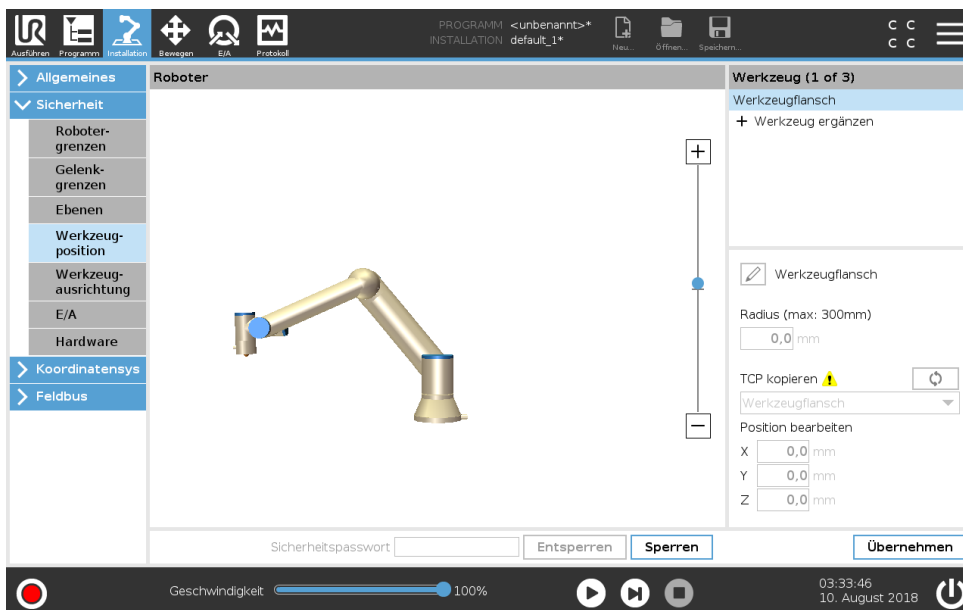 UR
PROGRAMM <unbenannt>*
INSTALLATION default_1*
Ausführen Programm Installation Bewegen E/A Protokoll
Neu... Öffnen... Speichern...
C C
C C
Allgemeines
Sicherheit
Roboter-
grenzen
Gelenk-
grenzen
Ebenen
Werkzeug-
position
Werkzeug-
ausrichtung
E/A
Hardware
Koordinatensys
Feldbus
Roboter
Werkzeug (1 of 3)
Werkzeugflansch
+ Werkzeug ergänzen
Werkzeugflansch
Radius (max: 300mm)
0,0 mm
TCP kopieren
Werkzeugflansch
Position bearbeiten
X 0,0 mm
Y 0,0 mm
Z 0,0 mm
Sicherheitspasswort Entsperren Sperren Übernehmen
Geschwindigkeit 100%
03:33:46
10. August 2018